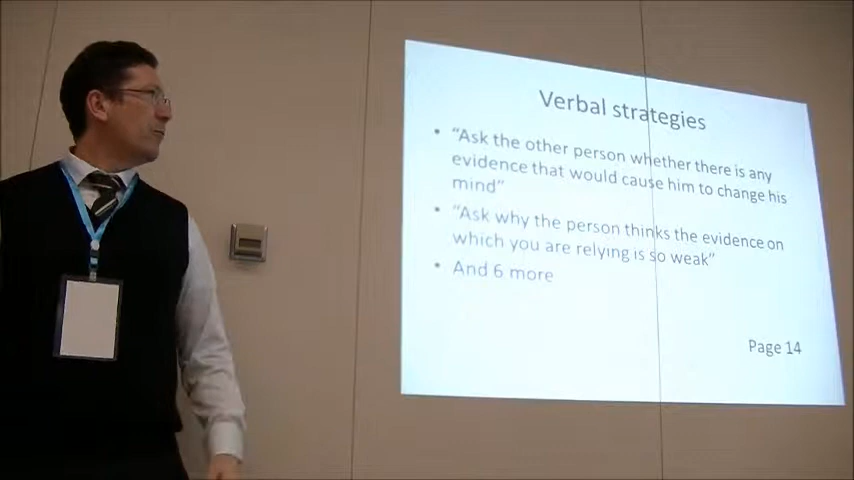 Verbal strategies
• “Ask the other person whether there is any
evidence that would cause him to change his
mind”
• “Ask why the person thinks the evidence on
which you are relying is so weak”
• And 6 more
Page 14